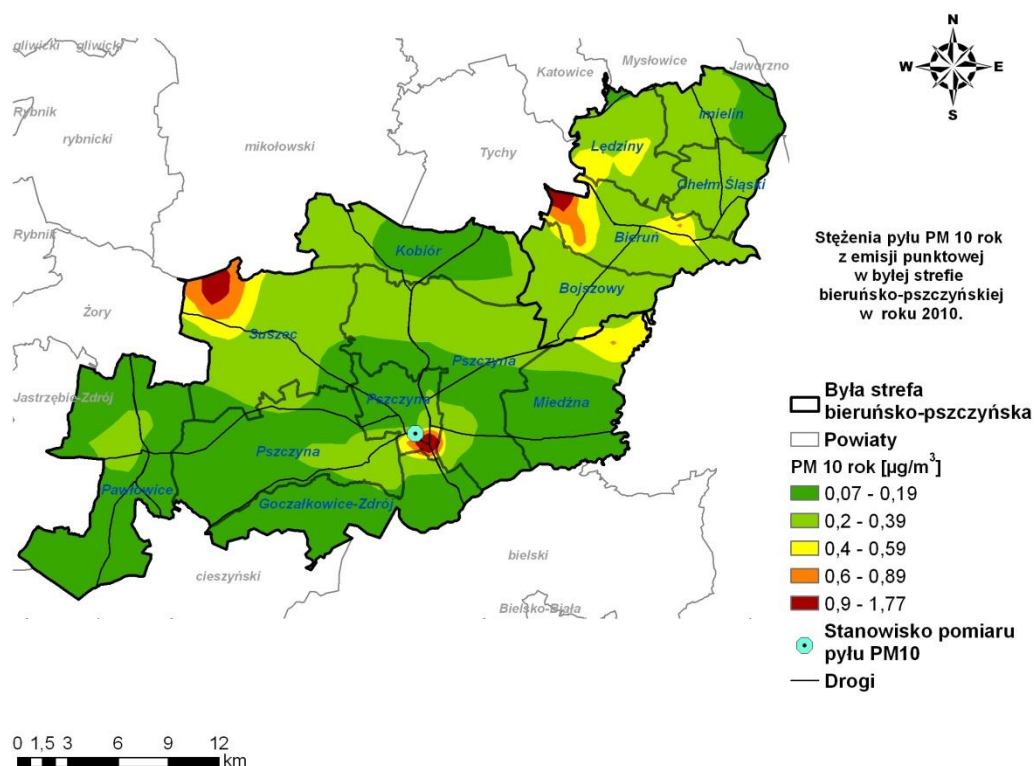 N
W E
S
gliwicki gliwicki
Mysłowice
Katowice
Jaworzno
Rybnik
rybnicki
mikołowski
Tychy
Imielin
Lędziny
Chełm Śląski
Rybnik
Kobiór
Bieruń
Bojszowy
Żory
Suszec
Pszczyna
Jastrzębie-Zdrój
Pszczyna
Miedźna
Pszczyna
Pawłowice
Goczałkowice-Zdrój
bielski
cieszyński
Bielsko-Biała
Stężenia pyłu PM 10 rok
z emisji punktowej
w byłej strefie
bieruńsko-pszczyńskiej
w roku 2010.
Była strefa
bieruńsko-pszczyńska
Powiaty
PM 10 rok [µg/m³]
0,07 - 0,19
0,2 - 0,39
0,4 - 0,59
0,6 - 0,89
0,9 - 1,77
Stanowisko pomiaru
pyłu PM10
Drogi
0 1,5 3 6 9 12
km